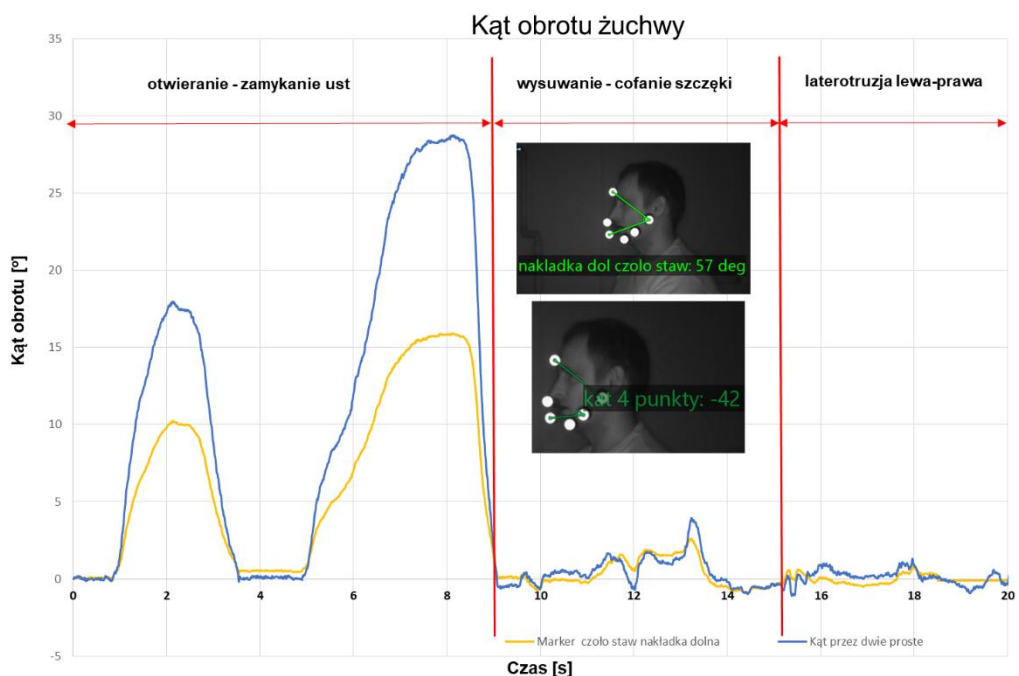 Kąt obrotu żuchwy
35
30
25
20
15
10
5
0
-5
Kąt obrotu [º]
otwieranie - zamykanie ust
wysuwanie - cofanie szczęki
laterotruzja lewa-prawa
nakladka dol czolo staw: 57 deg
kat 4 punkty: -42
0 2 4 6 8 10 12 14 16 18 20
Marker czoło staw nakładka dolna
Kąt przez dwie proste
Czas [s]